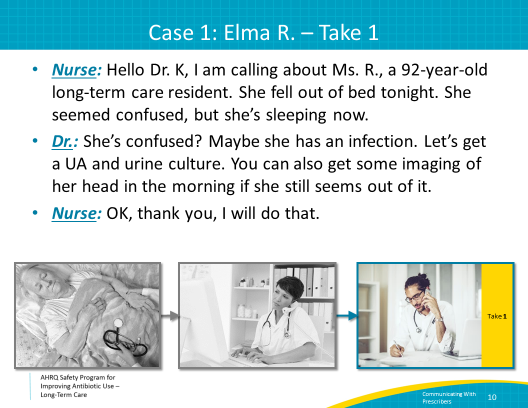 Case 1: Elma R. – Take 1
• Nurse: Hello Dr. K, I am calling about Ms. R., a 92-year-old
long-term care resident. She fell out of bed tonight. She
seemed confused, but she's sleeping now.
• Dr.: She's confused? Maybe she has an infection. Let's get
a UA and urine culture. You can also get some imaging of
her head in the morning if she still seems out of it.
• Nurse: OK, thank you, I will do that.
Take 1
AHRQ Safety Program for
Improving Antibiotic Use –
Long-Term Care
Communicating With
Prescribers
10